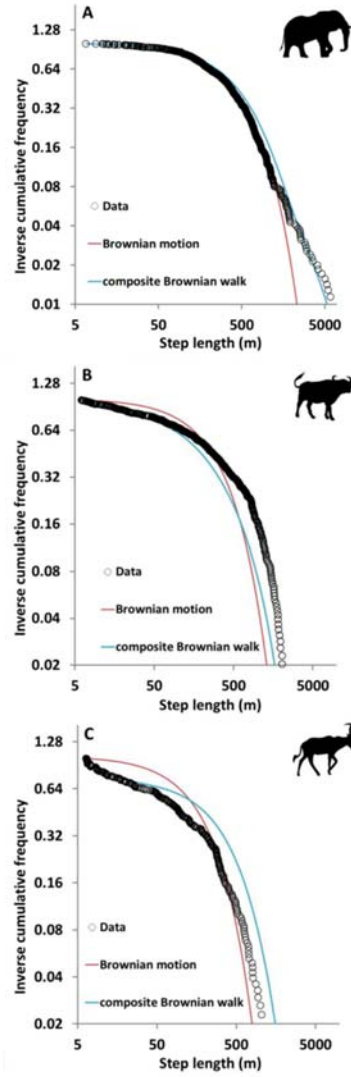 A
1.28
0.64
0.32
0.16
0.08
0.04
0.02
0.01
Inverse cumulative frequency
Data
Brownian motion
composite Brownian walk
5 50 500 5000
Step length (m)
B
1.28
0.64
0.32
0.16
0.08
0.04
0.02
Inverse cumulative frequency
Data
Brownian motion
composite Brownian walk
5 50 500 5000
Step length (m)
C
1.28
0.64
0.32
0.16
0.08
0.04
0.02
Inverse cumulative frequency
Data
Brownian motion
composite Brownian walk
5 50 500 5000
Step length (m)